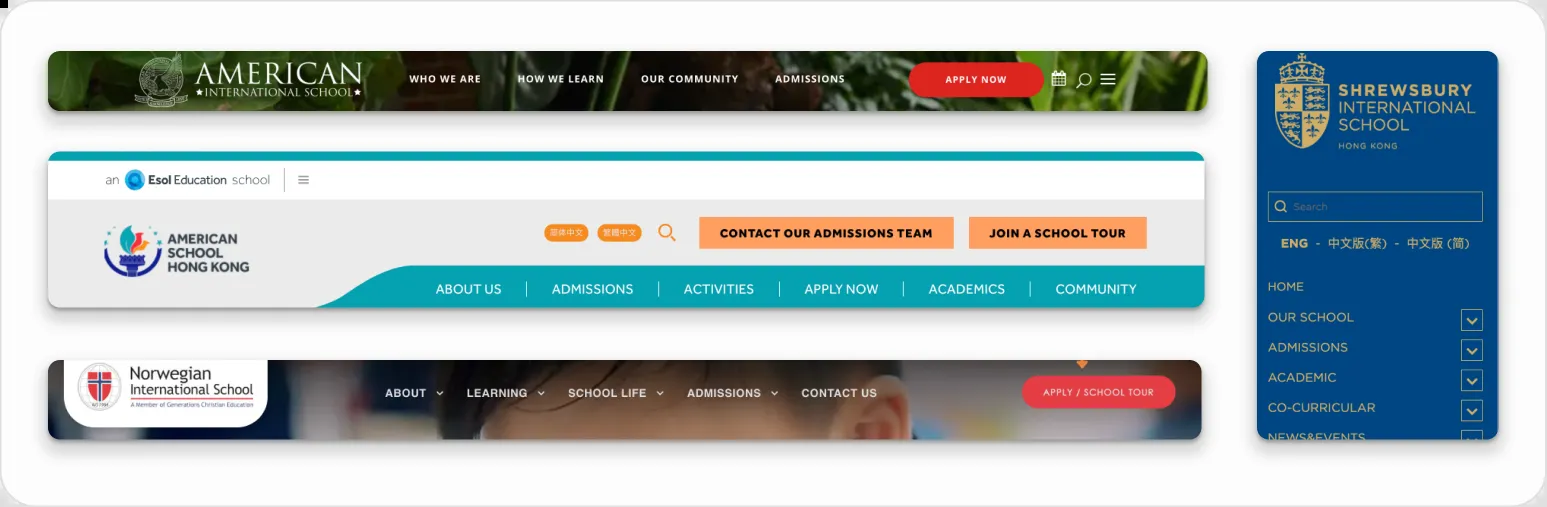 AMERICAN
★INTERNATIONAL SCHOOL★
WHO WE ARE
HOW WE LEARN
OUR COMMUNITY
ADMISSIONS
APPLY NOW
an Esol Education school
AMERICAN
SCHOOL
HONG KONG
简体中文
繁體中文
CONTACT OUR ADMISSIONS TEAM
JOIN A SCHOOL TOUR
ABOUT US
ADMISSIONS
ACTIVITIES
APPLY NOW
ACADEMICS
COMMUNITY
Norwegian
International School
A Member of Generations Christian Education
ABOUT
LEARNING
SCHOOL LIFE
ADMISSIONS
CONTACT US
APPLY / SCHOOL TOUR
SHREWSBURY
INTERNATIONAL
SCHOOL
HONG KONG
Search
ENG - 中文版(繁) - 中文版 (简)
HOME
OUR SCHOOL
ADMISSIONS
ACADEMIC
CO-CURRICULAR
NEWS&EVENTS